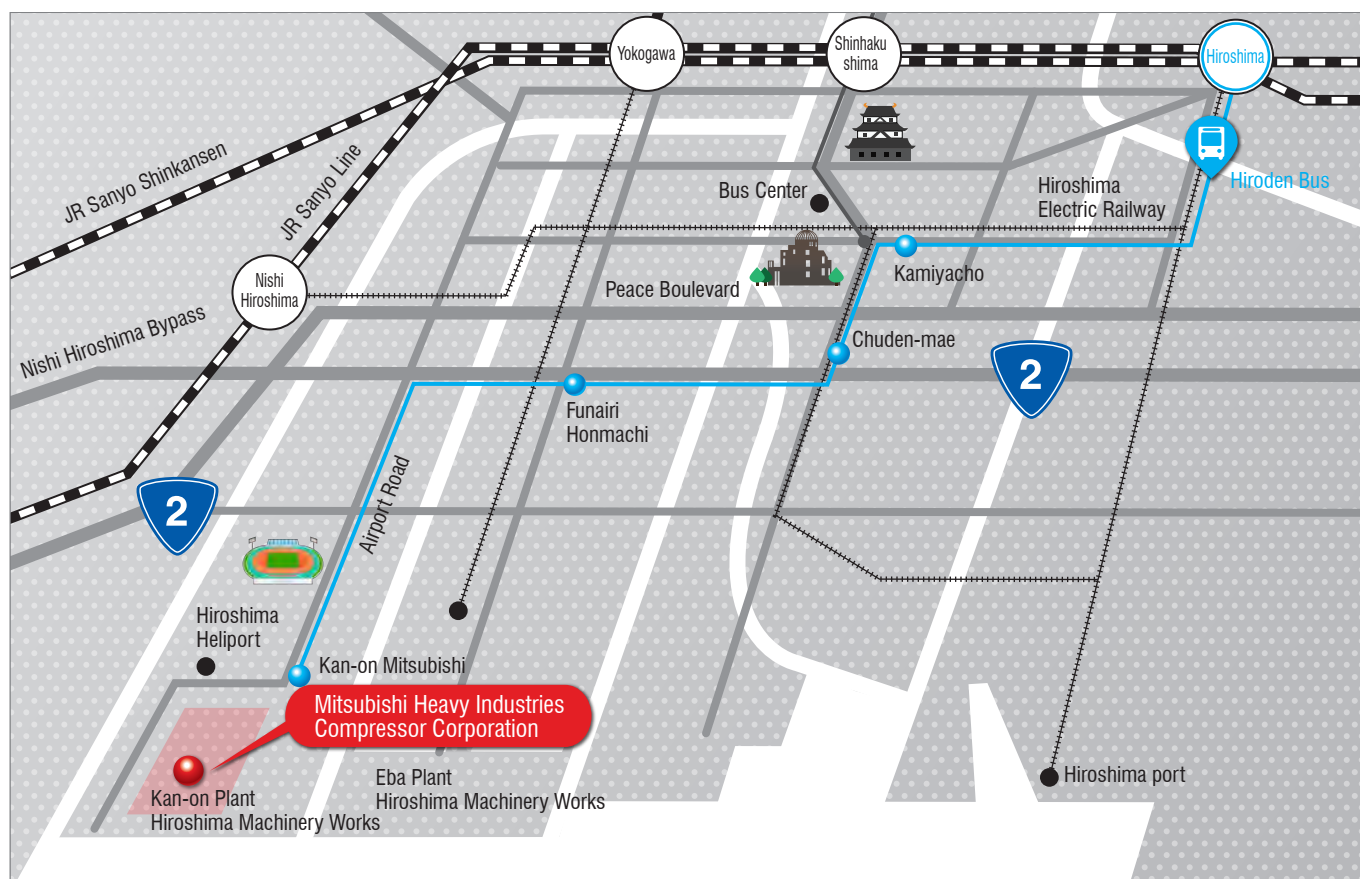 Yokogawa
Shinhaku
shima
Hiroshima
JR Sanyo Shinkansen
JR Sanyo Line
Bus Center
Hiroshima
Electric Railway
Hiroden Bus
Kamiyacho
Nishi
Hiroshima
Peace Boulevard
Nishi Hiroshima Bypass
Chuden-mae
2
Funairi
Honmachi
2
Airport Road
Hiroshima
Heliport
Kan-on Mitsubishi
Mitsubishi Heavy Industries
Compressor Corporation
Eba Plant
Hiroshima Machinery Works
Hiroshima port
Kan-on Plant
Hiroshima Machinery Works